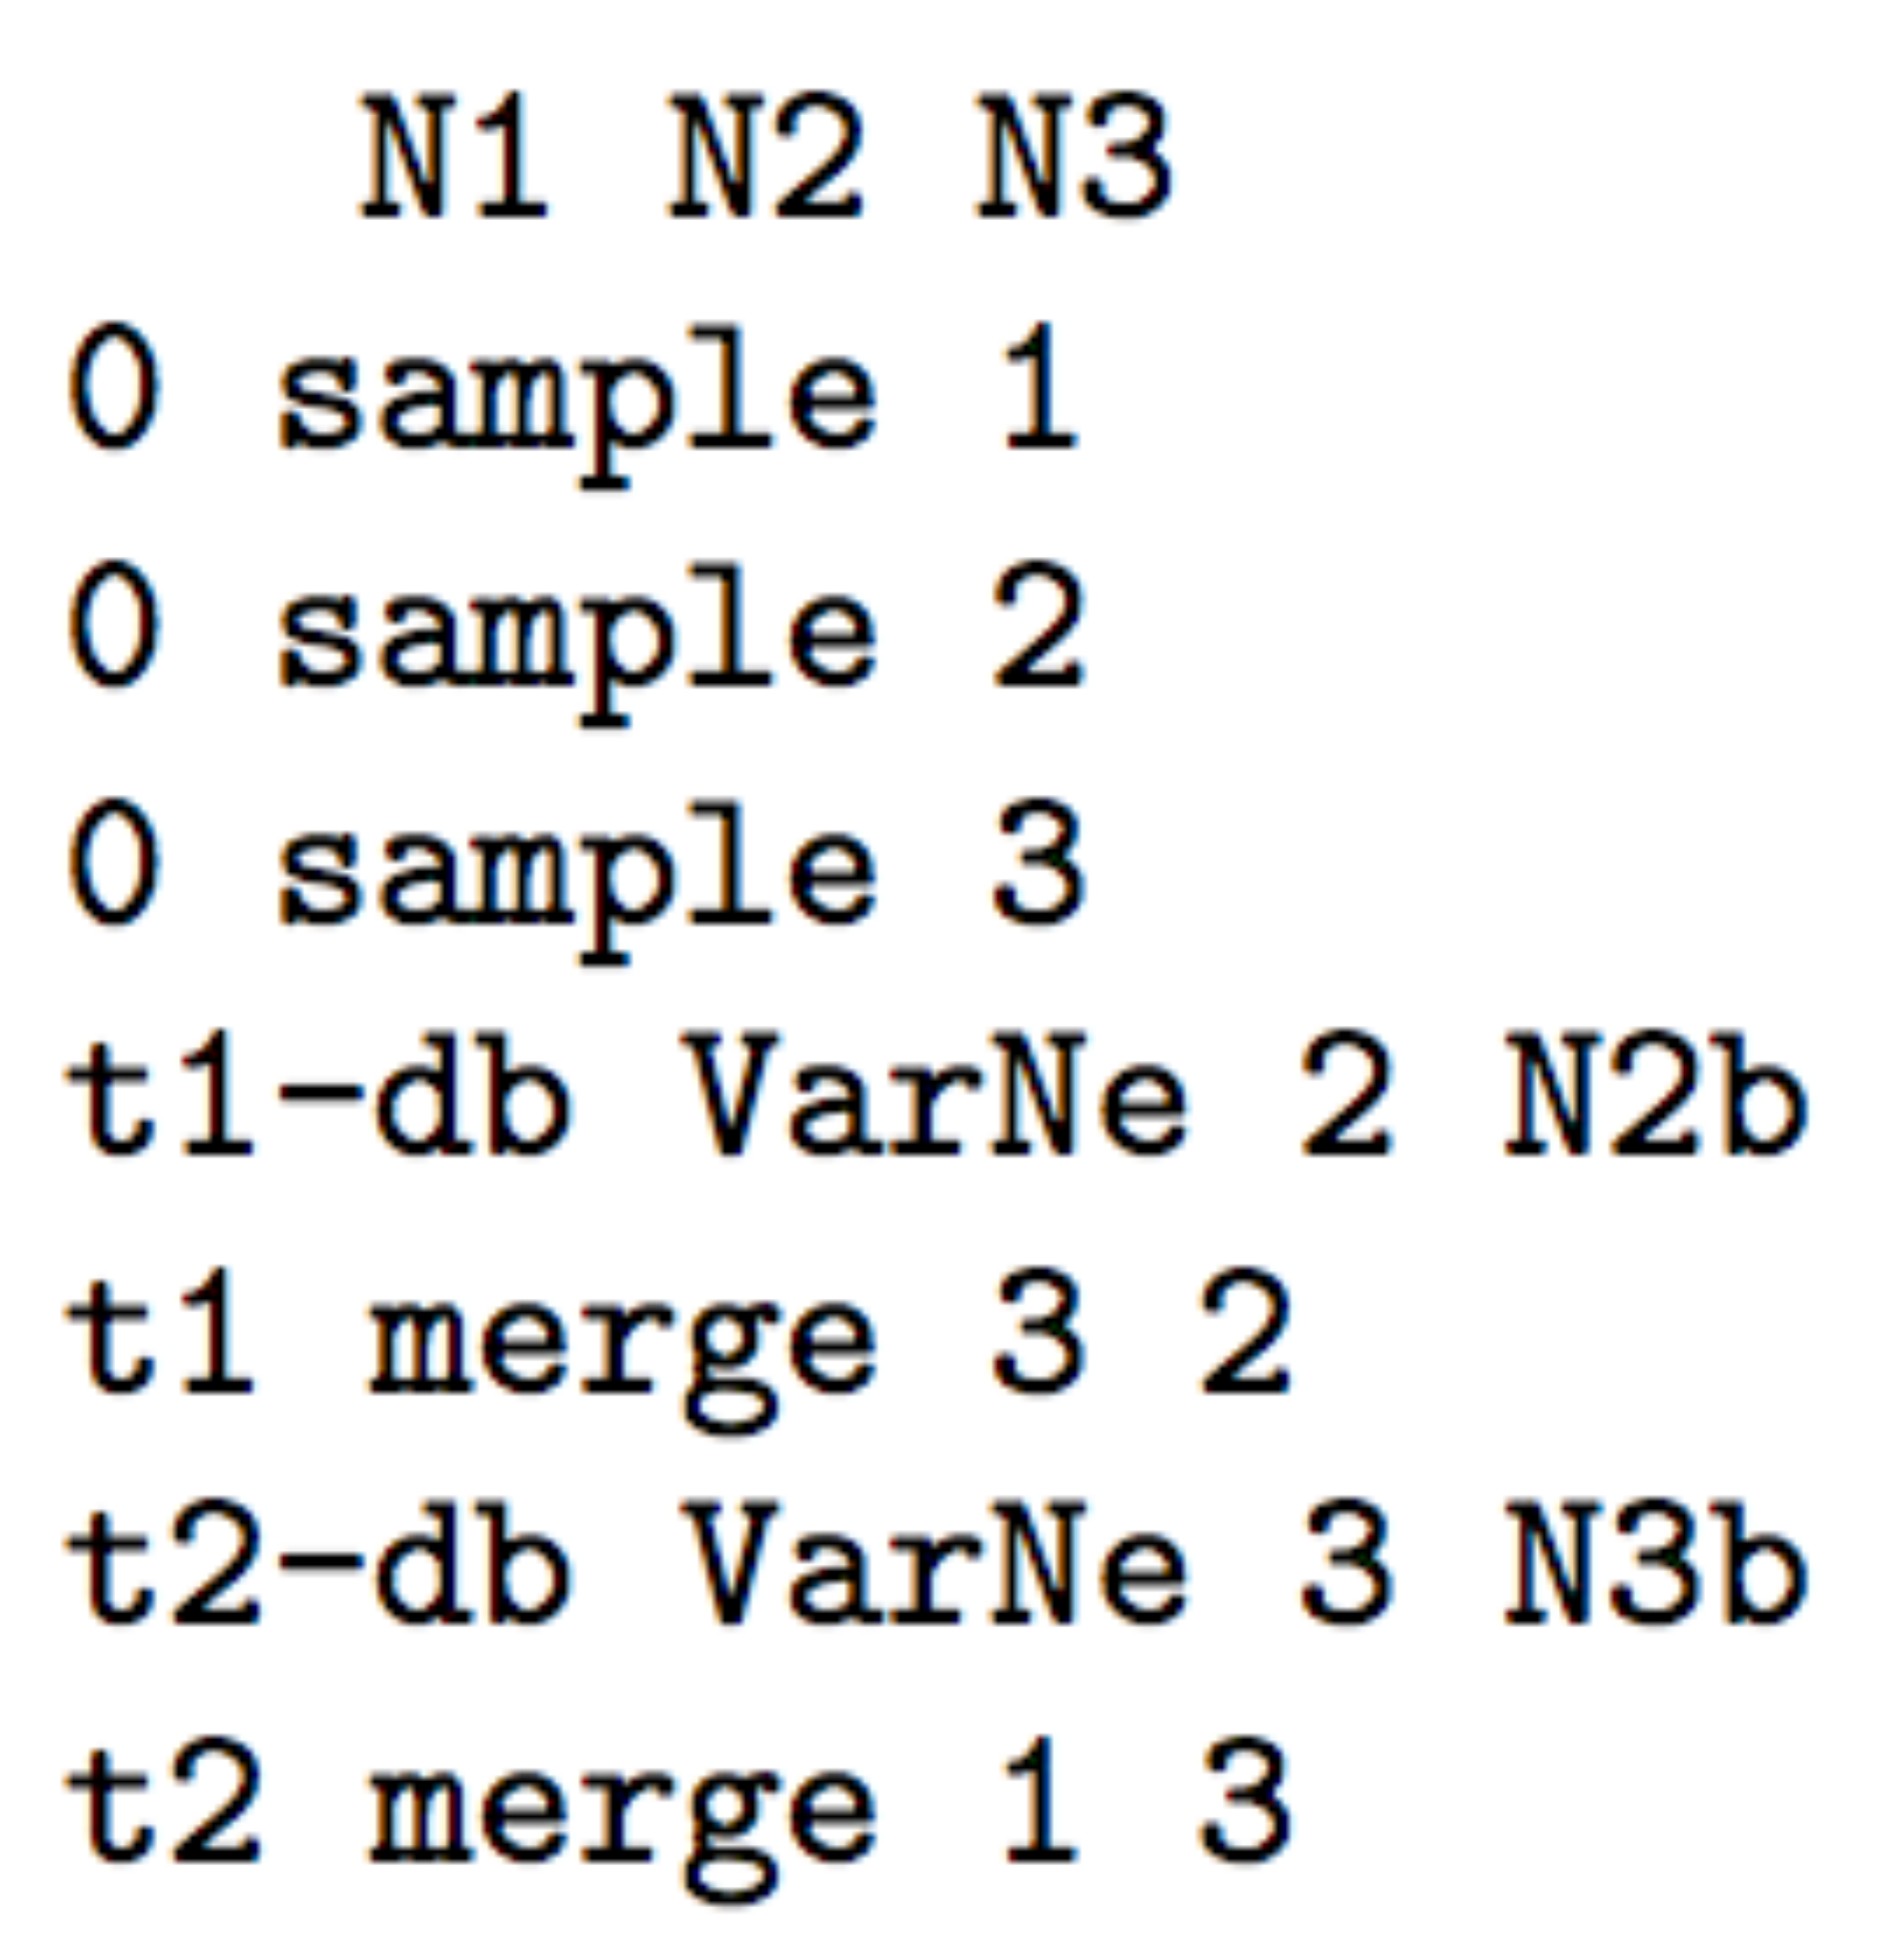 N1 N2 N3
0 sample 1
0 sample 2
0 sample 3
t1-db VarNe 2 N2b
t1 merge 3 2
t2-db VarNe 3 N3b
t2 merge 1 3